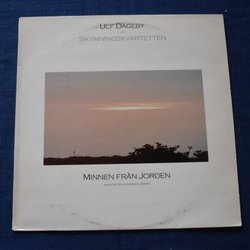 ULF DAGEBY
SKYMNINGSKVARTETTEN
MINNEN FRÅN JORDEN